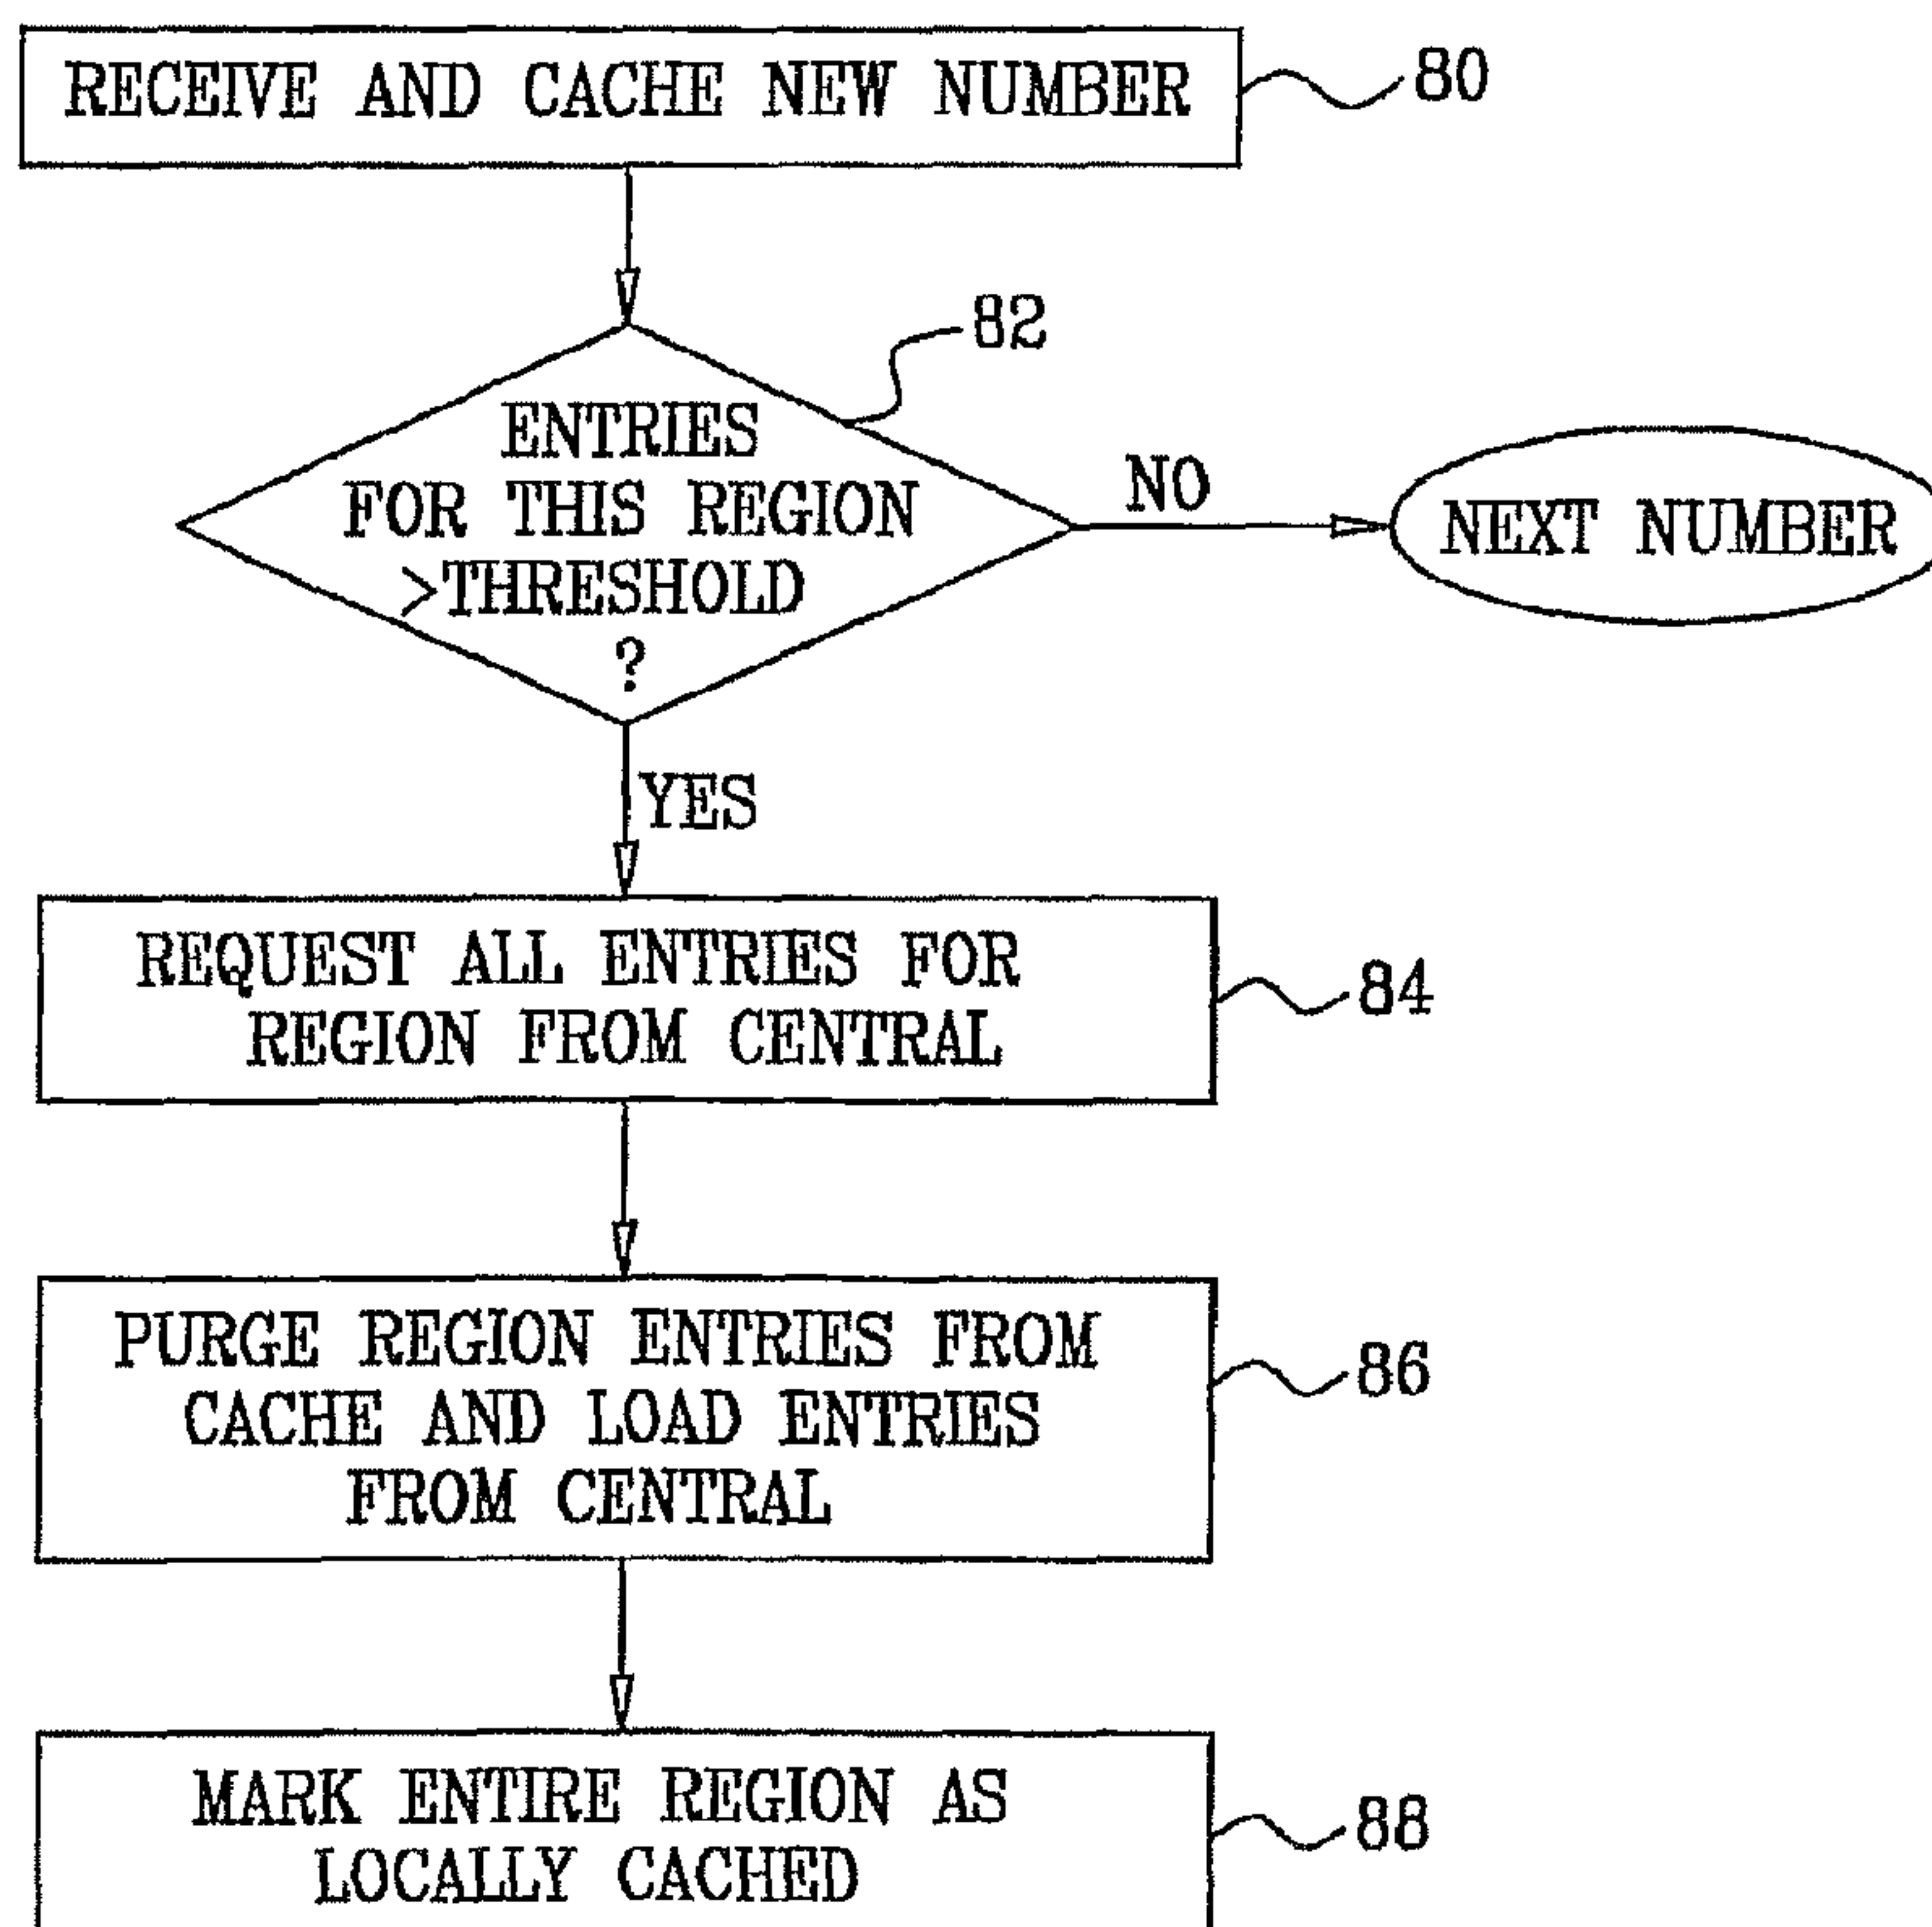 RECEIVE AND CACHE NEW NUMBER
80
82
ENTRIES
FOR THIS REGION
>THRESHOLD
?
NO
NEXT NUMBER
YES
REQUEST ALL ENTRIES FOR
REGION FROM CENTRAL
84
PURGE REGION ENTRIES FROM
CACHE AND LOAD ENTRIES
FROM CENTRAL
86
MARK ENTIRE REGION AS
LOCALLY CACHED
88